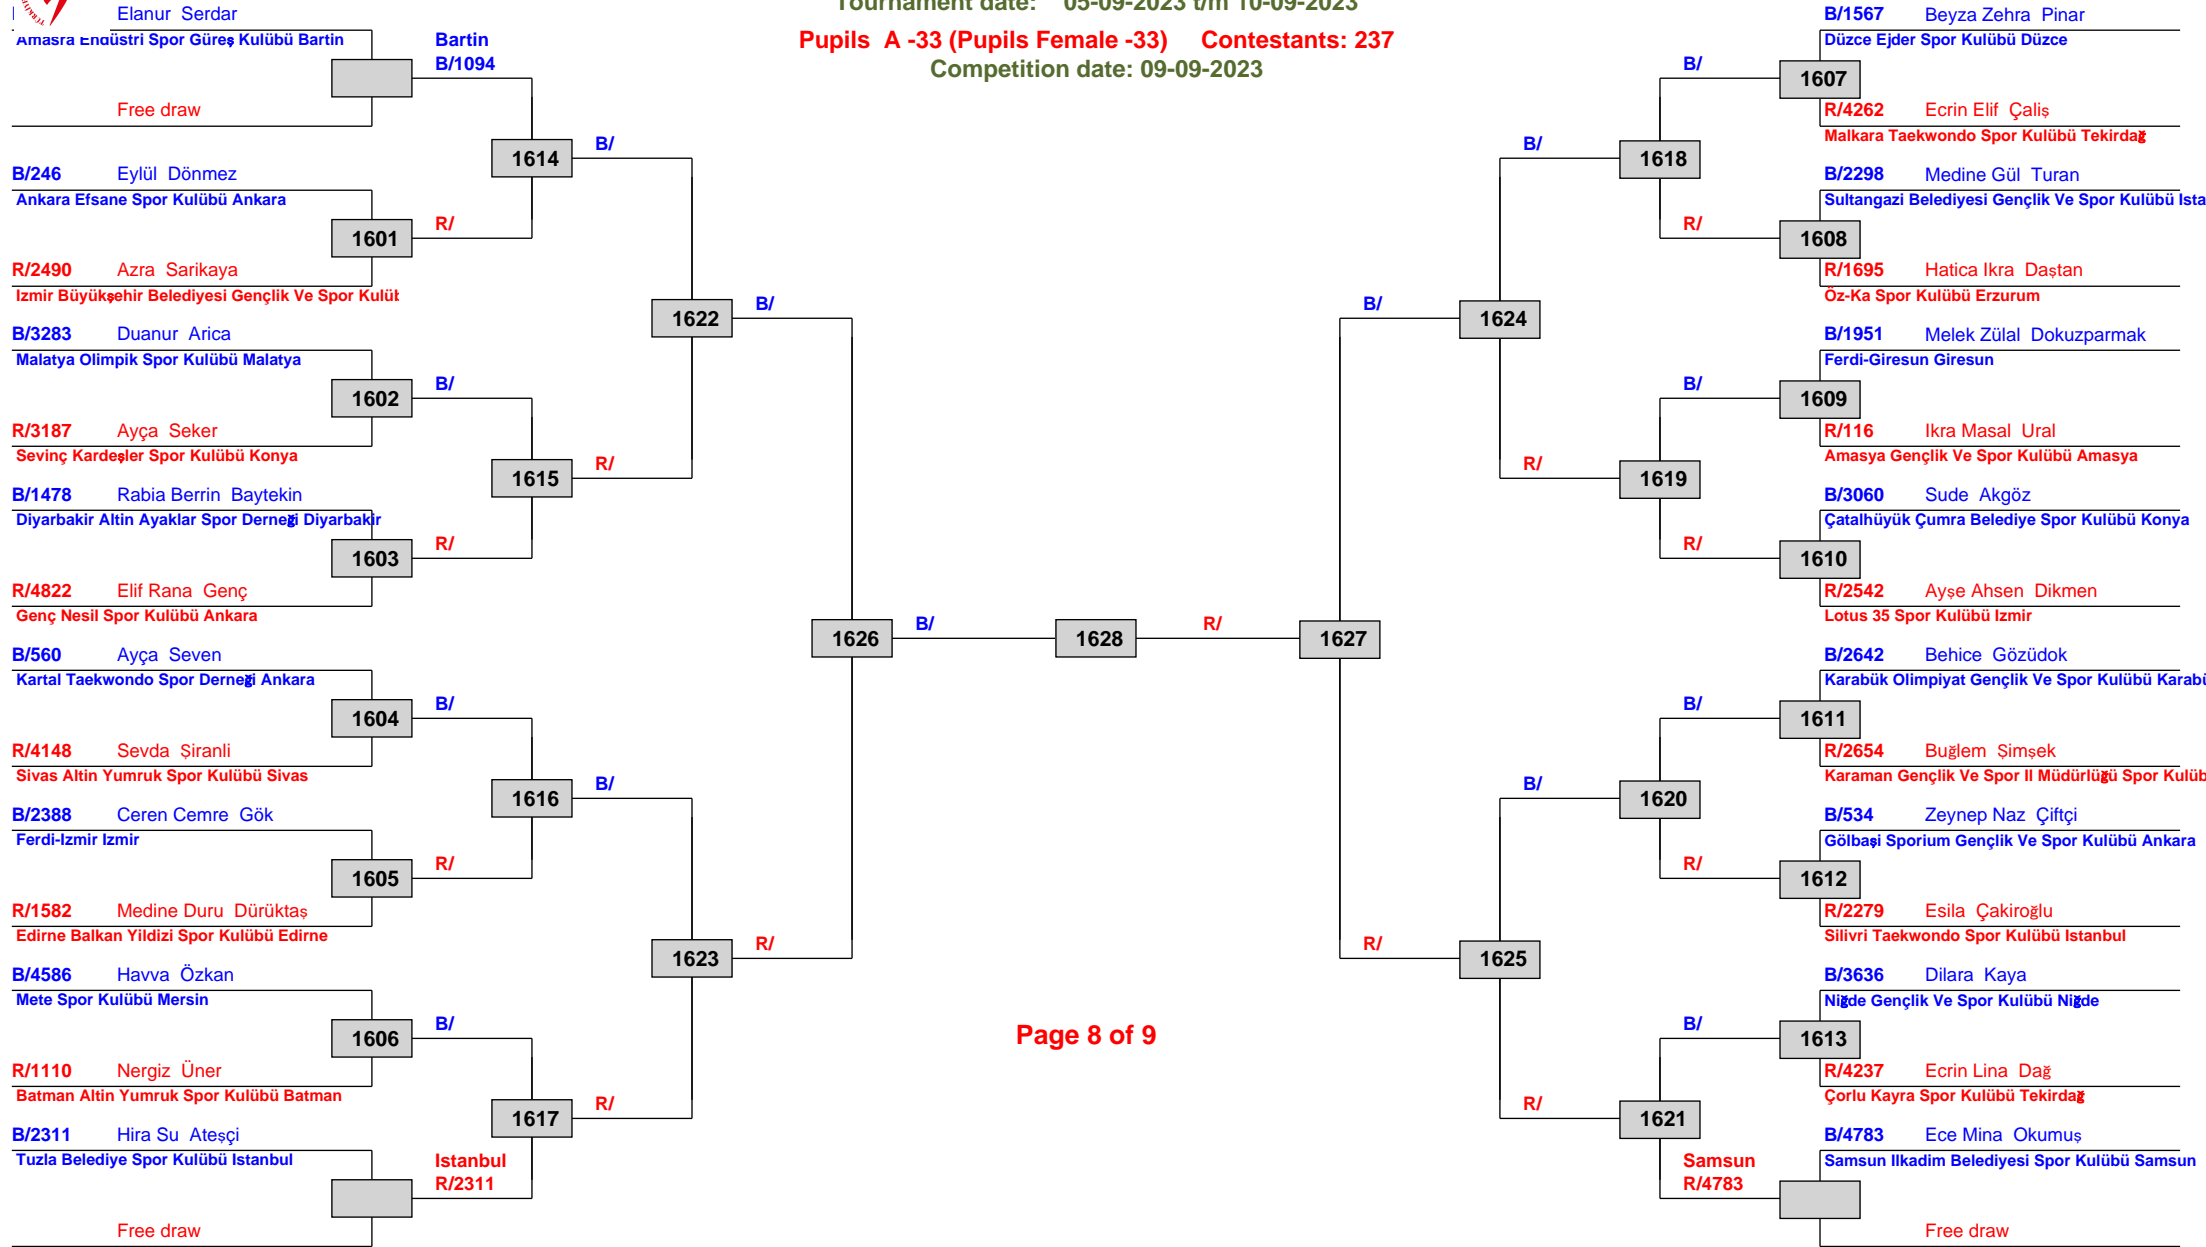 Tournament date: 05-09-2023 t/m 10-09-2023
Pupils A -33 (Pupils Female -33) Contestants: 237
Competition date: 09-09-2023
Elanur Serdar
Amasra Endüstri Spor Güreş Kulübü Bartin
Bartin
B/1094
Free draw
1614
B/
B/246 Eylül Dönmez
Ankara Efsane Spor Kulübü Ankara
1601
R/
R/2490 Azra Sarikaya
Izmir Büyükşehir Belediyesi Gençlik Ve Spor Kulüb
1622
B/
B/3283 Duanur Arica
Malatya Olimpik Spor Kulübü Malatya
1602
B/
R/3187 Ayça Seker
Sevinç Kardeşler Spor Kulübü Konya
1615
R/
B/1478 Rabia Berrin Baytekin
Diyarbakir Altin Ayaklar Spor Derneği Diyarbakir
1603
R/
R/4822 Elif Rana Genç
Genç Nesil Spor Kulübü Ankara
1626
B/
1628
R/
1627
B/560 Ayça Seven
Kartal Taekwondo Spor Derneği Ankara
1604
B/
R/4148 Sevda Şiranli
Sivas Altin Yumruk Spor Kulübü Sivas
1616
B/
B/2388 Ceren Cemre Gök
Ferdi-Izmir Izmir
1605
R/
R/1582 Medine Duru Dürüktaş
Edirne Balkan Yildizi Spor Kulübü Edirne
1623
R/
B/4586 Havva Özkan
Mete Spor Kulübü Mersin
1606
B/
R/1110 Nergiz Üner
Batman Altin Yumruk Spor Kulübü Batman
1617
R/
B/2311 Hira Su Ateşçi
Tuzla Belediye Spor Kulübü Istanbul
Istanbul
R/2311
Free draw
Page 8 of 9
B/1567 Beyza Zehra Pinar
Düzce Ejder Spor Kulübü Düzce
B/
1607
R/4262 Ecrin Elif Çaliş
Malkara Taekwondo Spor Kulübü Tekirdağ
B/
1618
B/2298 Medine Gül Turan
Sultangazi Belediyesi Gençlik Ve Spor Kulübü Ista
R/
1608
R/1695 Hatica Ikra Daştan
Öz-Ka Spor Kulübü Erzurum
B/
1624
B/1951 Melek Zülal Dokuzparmak
Ferdi-Giresun Giresun
B/
1609
R/116 Ikra Masal Ural
Amasya Gençlik Ve Spor Kulübü Amasya
R/
1619
B/3060 Sude Akgöz
Çatalhüyük Çumra Belediye Spor Kulübü Konya
R/
1610
R/2542 Ayşe Ahsen Dikmen
Lotus 35 Spor Kulübü Izmir
B/2642 Behice Gözüdok
Karabük Olimpiyat Gençlik Ve Spor Kulübü Karabü
B/
1611
R/2654 Buğlem Şimşek
Karaman Gençlik Ve Spor Il Müdürlüğü Spor Kulüb
B/
1620
B/534 Zeynep Naz Çiftçi
Gölbaşi Sporium Gençlik Ve Spor Kulübü Ankara
R/
1612
R/2279 Esila Çakiroğlu
Silivri Taekwondo Spor Kulübü Istanbul
R/
1625
B/3636 Dilara Kaya
Niğde Gençlik Ve Spor Kulübü Niğde
B/
1613
R/4237 Ecrin Lina Dağ
Çorlu Kayra Spor Kulübü Tekirdağ
R/
1621
B/4783 Ece Mina Okumuş
Samsun Ilkadim Belediyesi Spor Kulübü Samsun
Samsun
R/4783
Free draw